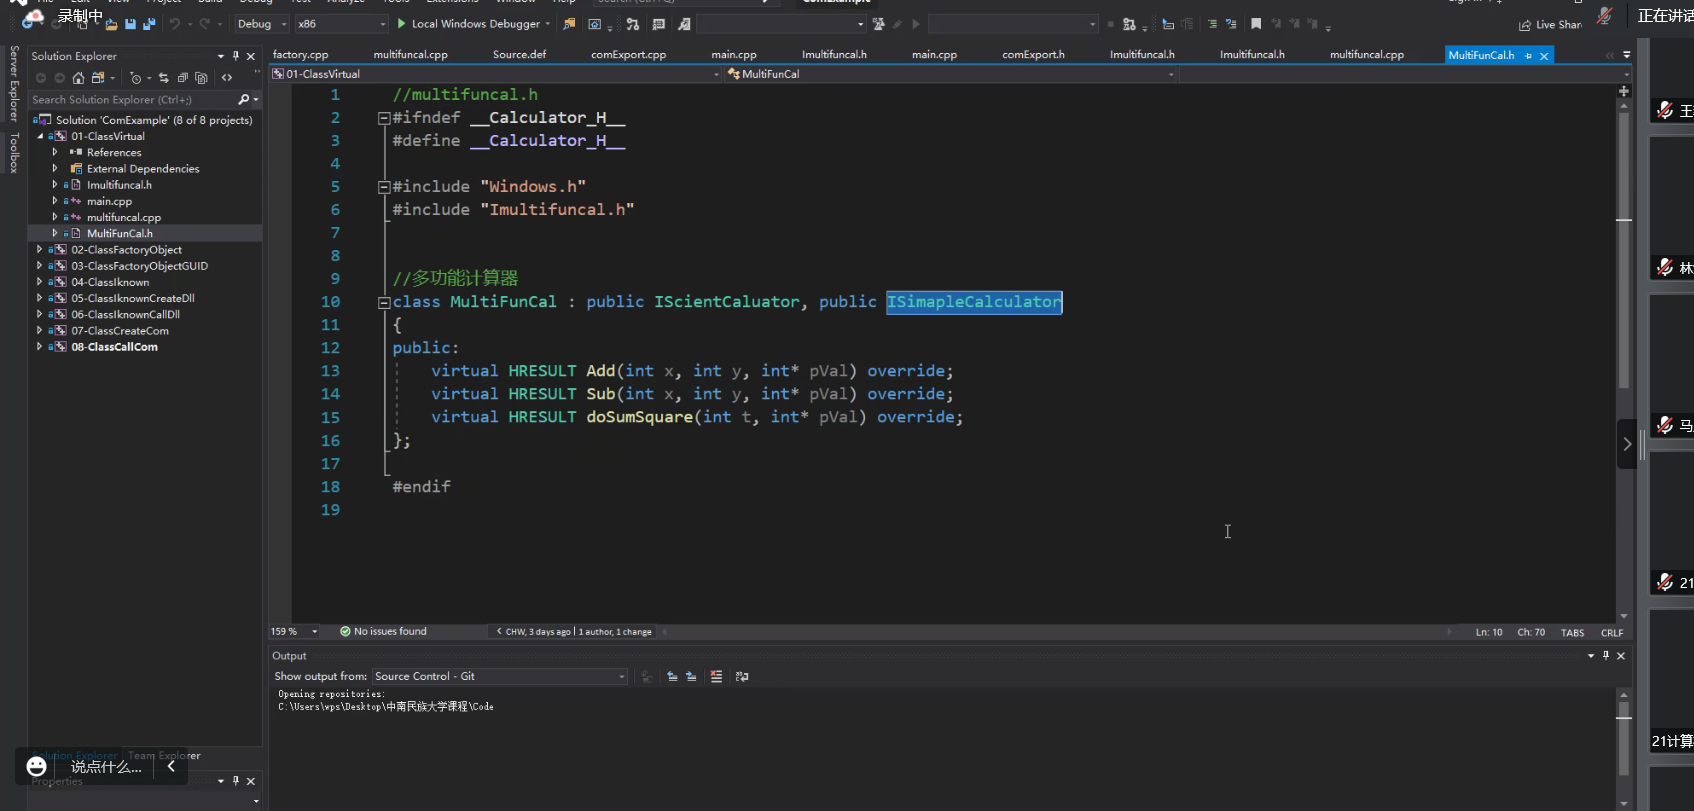 录制中
正在讲话
Debug
x86
Local Windows Debugger
Live Share
Server Explorer
Toolbox
Solution Explorer
Search Solution Explorer (Ctrl+;)
Solution 'ComExample' (8 of 8 projects)
01-ClassVirtual
References
External Dependencies
Imultifuncal.h
main.cpp
multifuncal.cpp
MultiFunCal.h
02-ClassFactoryObject
03-ClassFactoryObjectGUID
04-ClassIknown
05-ClassIknownCreateDll
06-ClassIknownCallDll
07-ClassCreateCom
08-ClassCallCom
factory.cpp multifuncal.cpp Source.def comExport.cpp main.cpp Imultifuncal.h main.cpp comExport.h Imultifuncal.h Imultifuncal.h multifuncal.cpp MultiFunCal.h
01-ClassVirtual MultiFunCal
1 //multifuncal.h
2 #ifndef __Calculator_H__
3 #define __Calculator_H__
4
5 #include "Windows.h"
6 #include "Imultifuncal.h"
7
8
9 //多功能计算器
10 class MultiFunCal : public IScientCaluator, public ISimapleCalculator
11 {
12 public:
13 virtual HRESULT Add(int x, int y, int* pVal) override;
14 virtual HRESULT Sub(int x, int y, int* pVal) override;
15 virtual HRESULT doSumSquare(int t, int* pVal) override;
16 };
17
18 #endif
19
159 % No issues found CHW, 3 days ago | 1 author, 1 change Ln: 10 Ch: 70 TABS CRLF
Output
Show output from: Source Control - Git
Opening repositories:
C:\Users\wps\Desktop\中南民族大学课程\Code
Solution Explorer Team Explorer
说点什么...
Properties
林
马
21
21计算